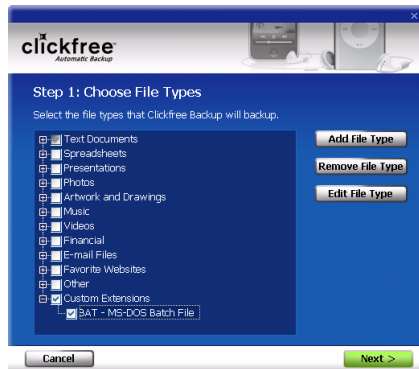 clickfree
Automatic Backup
Step 1: Choose File Types
Select the file types that Clickfree Backup will backup.
Text Documents
Spreadsheets
Presentations
Photos
Artwork and Drawings
Music
Videos
Financial
E-mail Files
Favorite Websites
Other
Custom Extensions
BAT - MS-DOS Batch File
Add File Type
Remove File Type
Edit File Type
Cancel
Next >